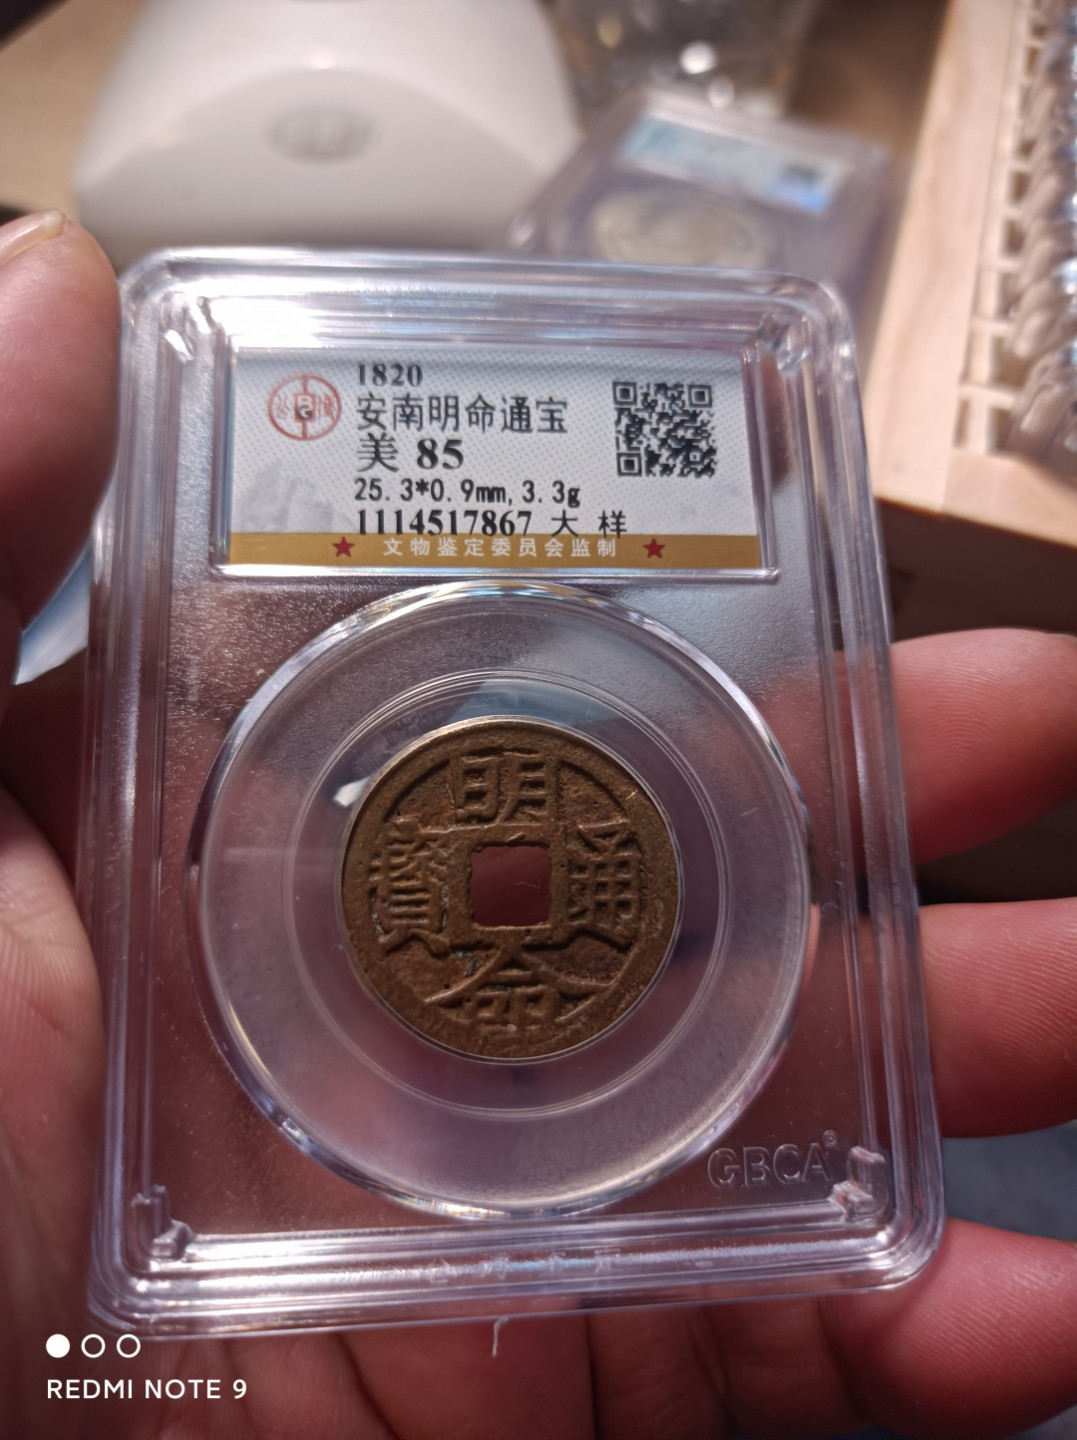 1820
安南明命通宝
美 85
25.3*0.9mm,3.3g
1114517867 大 样
★ 文物鉴定委员会监制 ★
明命通寶
GBCA®
REDMI NOTE 9